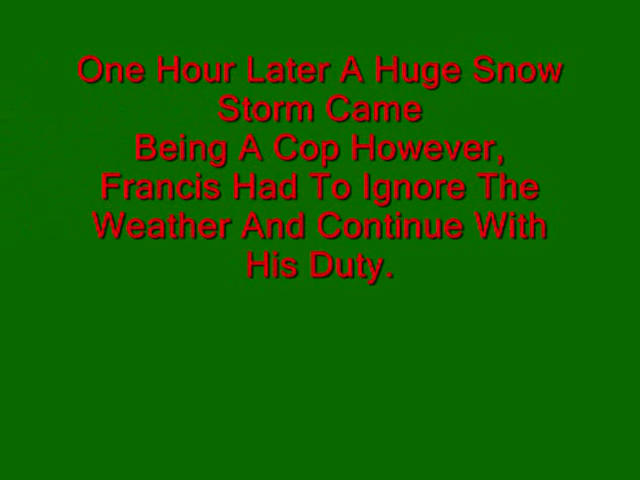 One Hour Later A Huge Snow
Storm Came
Being A Cop However,
Francis Had To Ignore The
Weather And Continue With
His Duty.